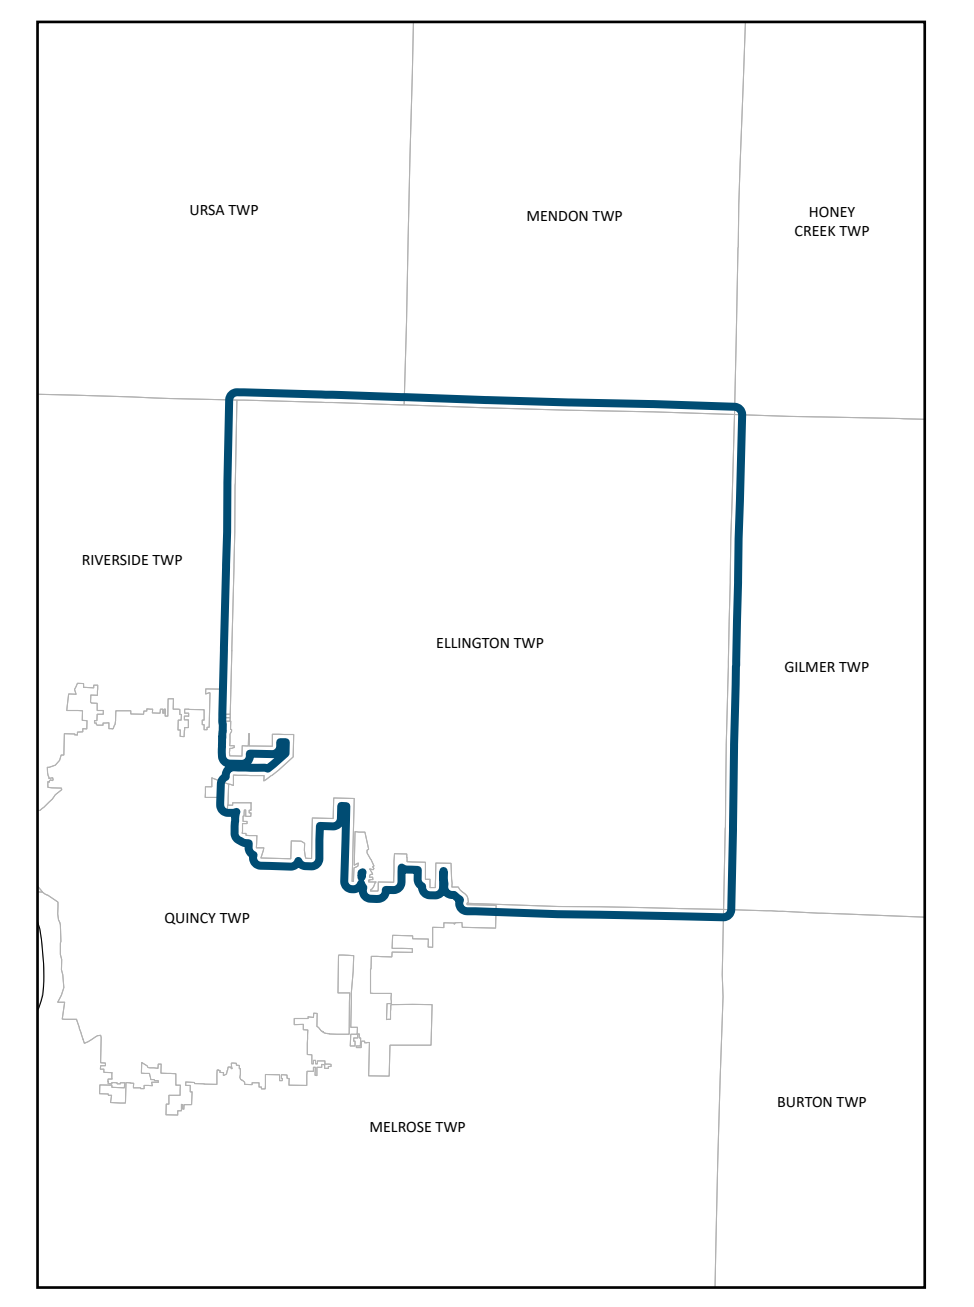 URSA TWP
MENDON TWP
HONEY
CREEK TWP
RIVERSIDE TWP
ELLINGTON TWP
GILMER TWP
QUINCY TWP
MELROSE TWP
BURTON TWP